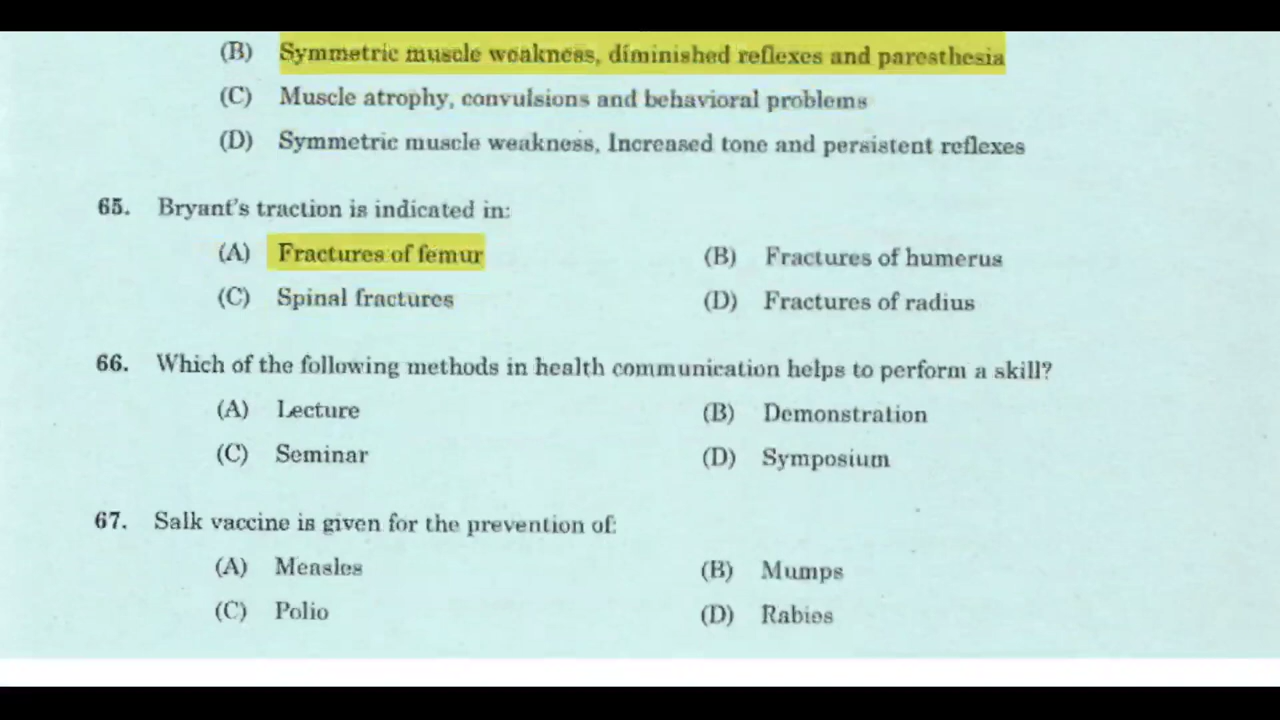 (B) Symmetric muscle weakness, diminished reflexes and paresthesia
(C) Muscle atrophy, convulsions and behavioral problems
(D) Symmetric muscle weakness, Increased tone and persistent reflexes
65. Bryant's traction is indicated in:
(A) Fractures of femur (B) Fractures of humerus
(C) Spinal fractures (D) Fractures of radius
66. Which of the following methods in health communication helps to perform a skill?
(A) Lecture (B) Demonstration
(C) Seminar (D) Symposium
67. Salk vaccine is given for the prevention of:
(A) Measles (B) Mumps
(C) Polio (D) Rabies